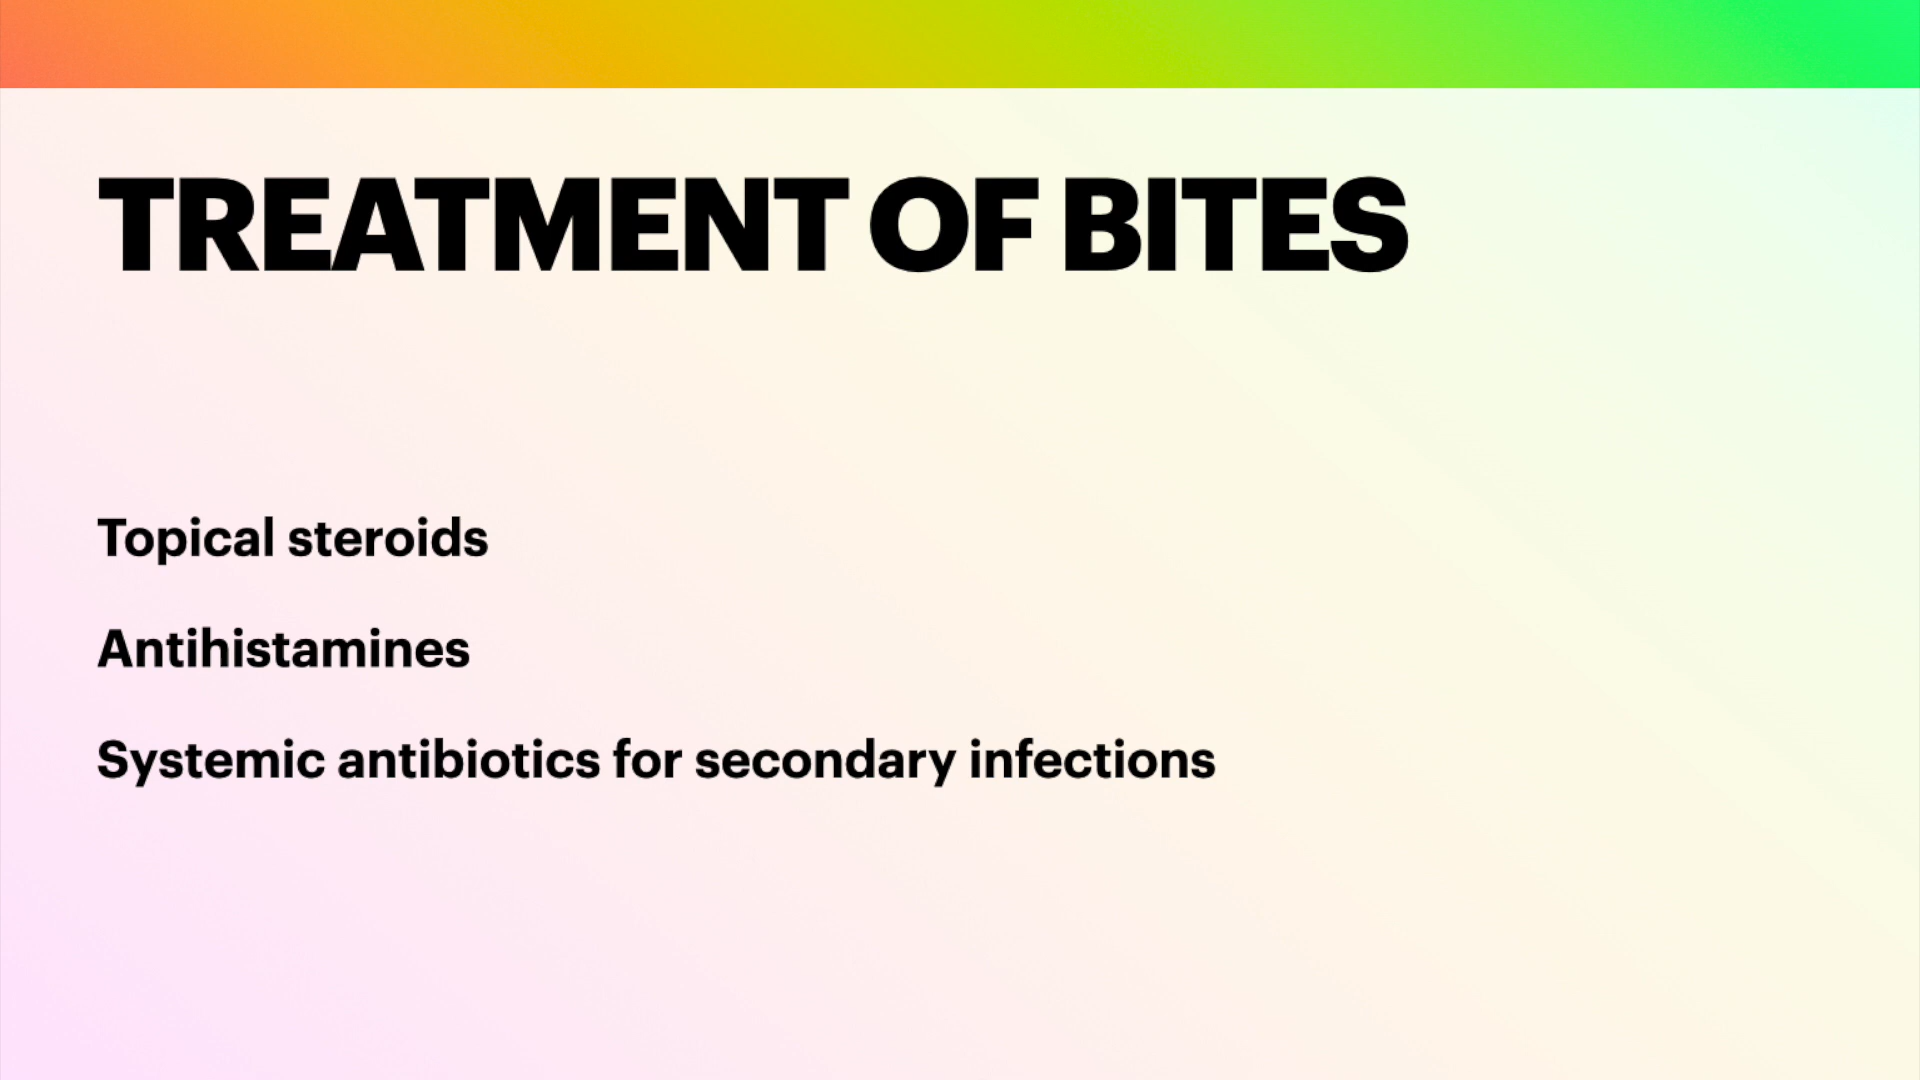 TREATMENT OF BITES
Topical steroids
Antihistamines
Systemic antibiotics for secondary infections